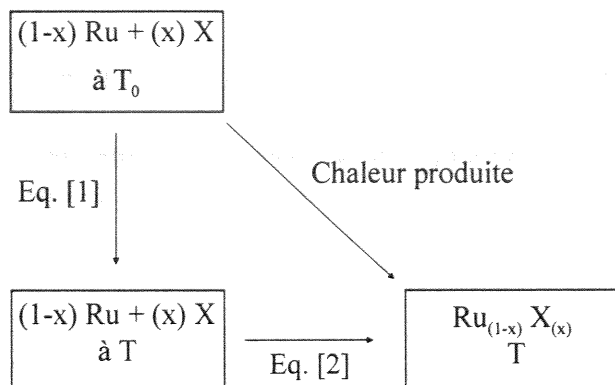 (1-x) Ru + (x) X
à T₀
Eq. [1]
Chaleur produite
(1-x) Ru + (x) X
à T
Eq. [2]
Ru₍₁₋ₓ₎ X₍ₓ₎
T